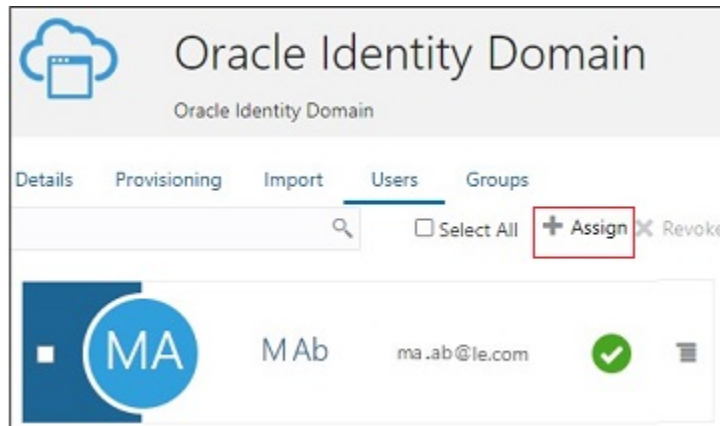 Oracle Identity Domain
Oracle Identity Domain
Details Provisioning Import Users Groups
Select All + Assign Revoke
MA M Ab ma.ab@le.com